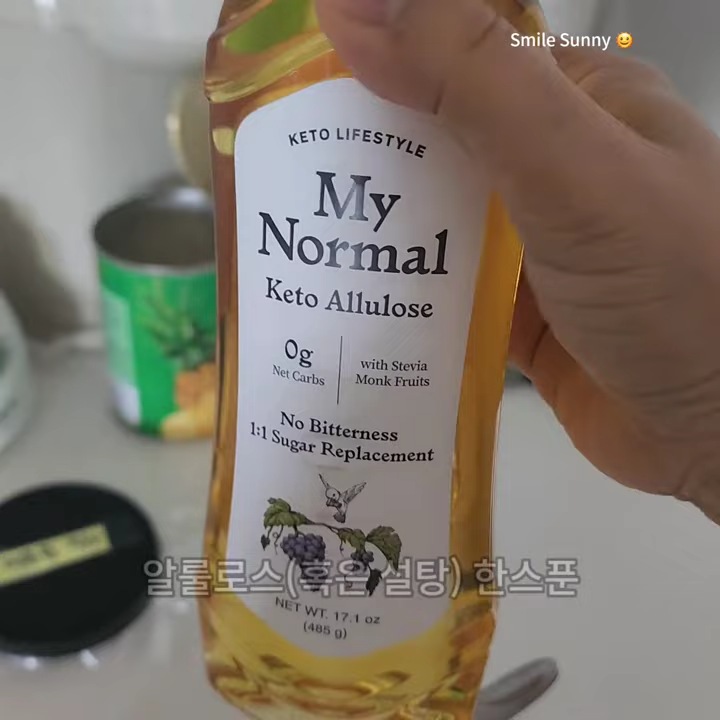 Smile Sunny 😀
KETO LIFESTYLE
My
Normal
Keto Allulose
0g
Net Carbs
with Stevia
Monk Fruits
No Bitterness
1:1 Sugar Replacement
알룰로스(혹은 설탕) 한스푼
NET WT. 17.1 oz
(485 g)